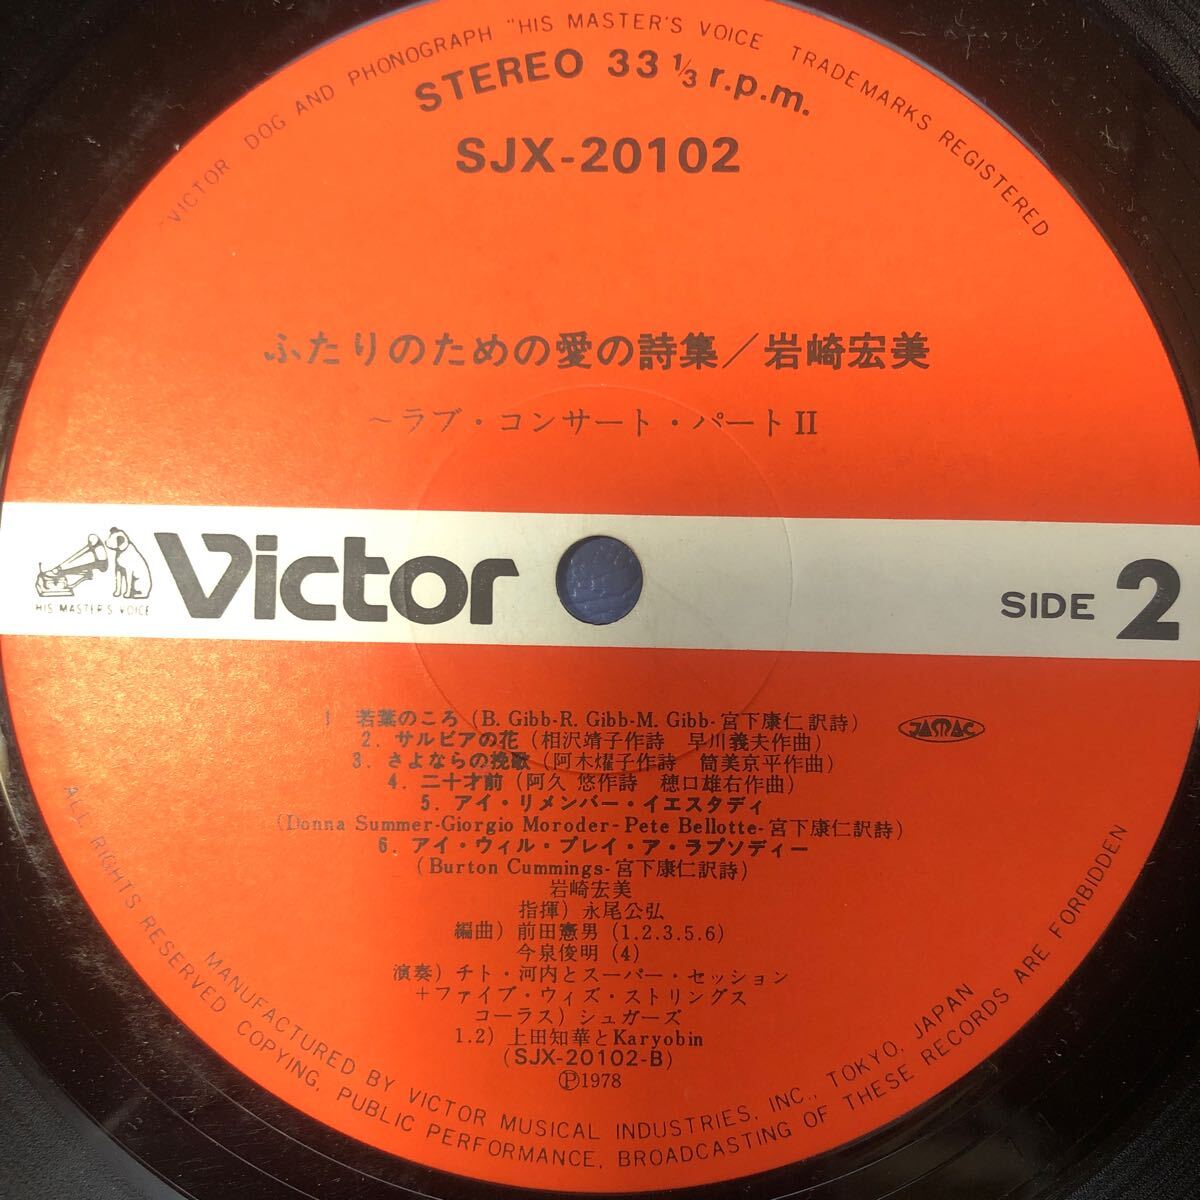 VICTOR DOG AND PHONOGRAPH "HIS MASTER'S VOICE TRADEMARKS REGISTERED
STEREO 33 1/3 r.p.m.
SJX-20102
ふたりのための愛の詩集／岩崎宏美
～ラブ・コンサート・パートII
HIS MASTER'S VOICE
Victor
SIDE 2
1 若葉のころ (B. Gibb-R. Gibb-M. Gibb-宮下康仁訳詩)
JASRAC
2. サルビアの花 (相沢靖子作詩 早川義夫作曲)
3. さよならの挽歌 (阿木燿子作詩 筒美京平作曲)
4. 二十才前 (阿久 悠作詩 穂口雄右作曲)
5. アイ・リメンバー・イエスタディ
(Donna Summer-Giorgio Moroder-Pete Bellotte-宮下康仁訳詩)
6. アイ・ウィル・プレイ・ア・ラプソディー
(Burton Cummings-宮下康仁訳詩)
岩崎宏美
指揮) 永尾公弘
編曲) 前田憲男 (1.2.3.5.6)
今泉俊明 (4)
演奏) チト・河内とスーパー・セッション
+ファイブ・ウィズ・ストリングス
コーラス) シュガーズ
1.2) 上田知華とKaryobin
(SJX-20102-B)
Ⓟ1978
MANUFACTURED BY VICTOR MUSICAL INDUSTRIES, INC., TOKYO, JAPAN
ALL RIGHTS RESERVED COPYING, PUBLIC PERFORMANCE, BROADCASTING OF THESE RECORDS ARE FORBIDDEN